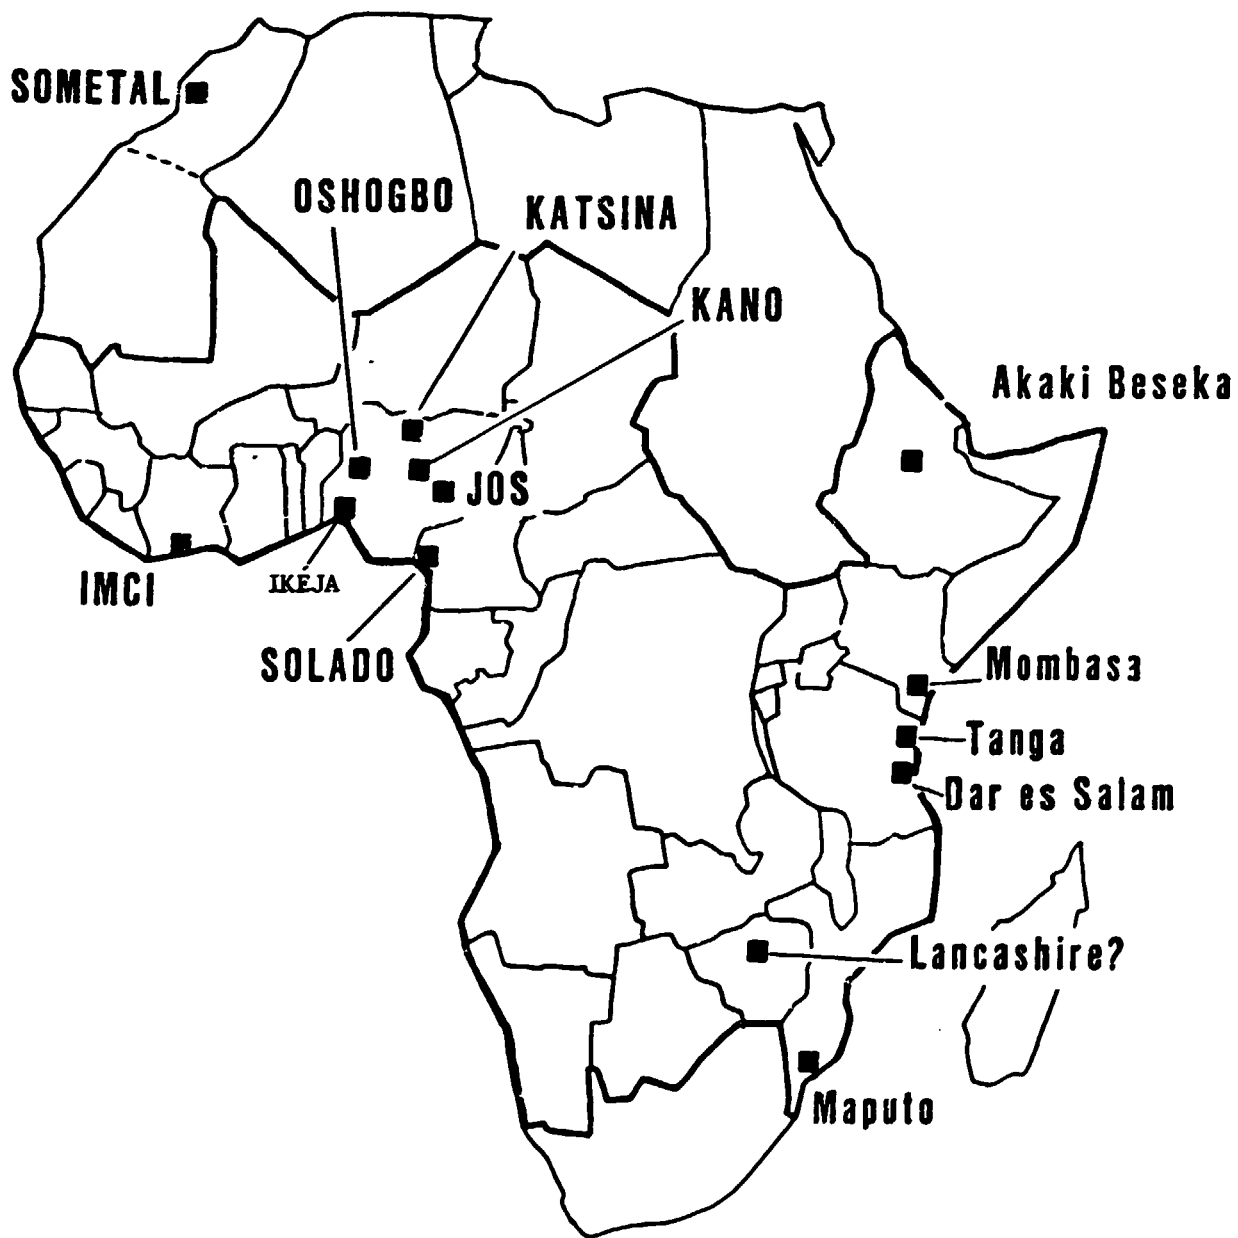 SOMETAL
OSHOGBO
KATSINA
KANO
Akaki Beseka
JOS
IMCI
IKEJA
SOLADO
Mombasa
Tanga
Dar es Salam
Lancashire?
Maputo